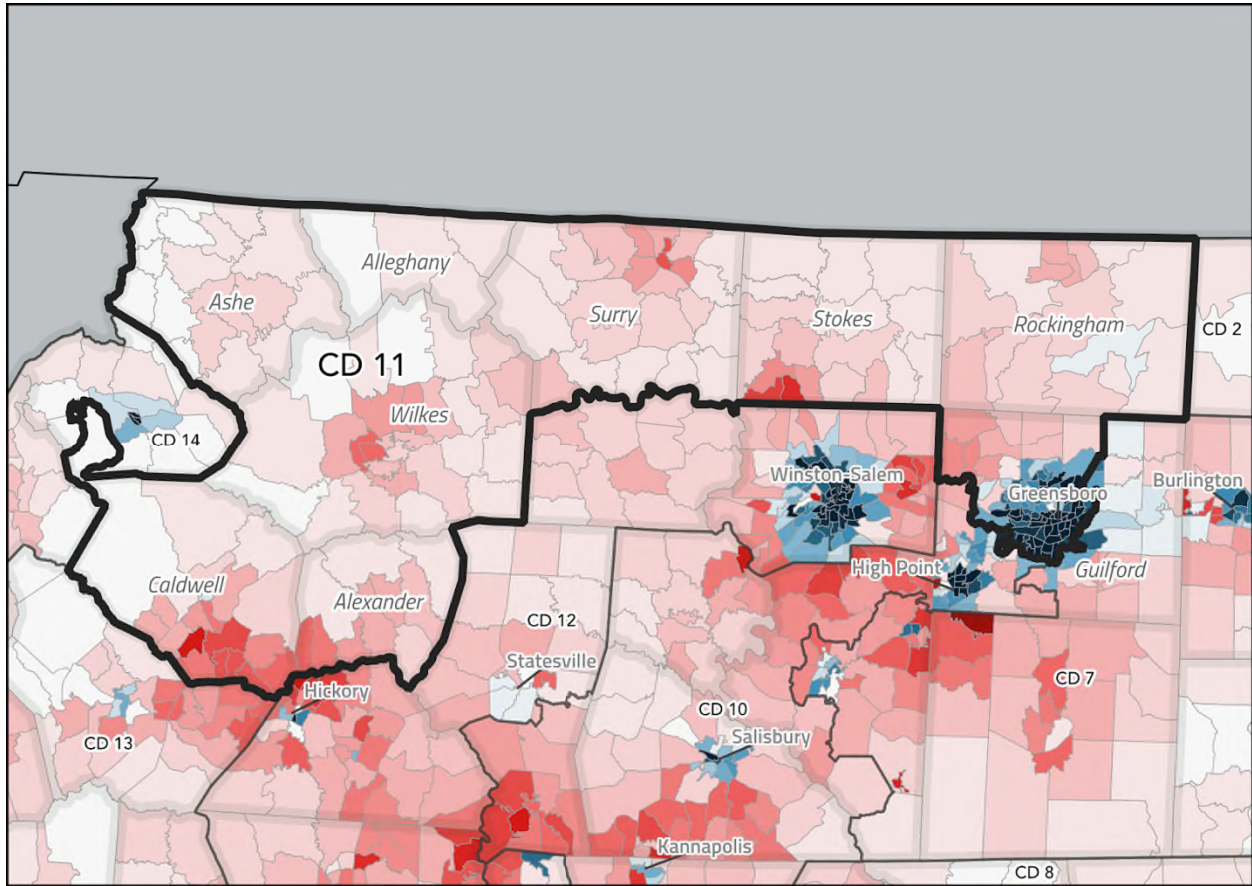 Alleghany
Ashe
Surry
Stokes
Rockingham
CD 2
CD 11
Wilkes
CD 14
Winston-Salem
Greensboro
Burlington
High Point
Guilford
Caldwell
Alexander
CD 12
Statesville
Hickory
CD 7
CD 10
Salisbury
CD 13
Kannapolis
CD 8